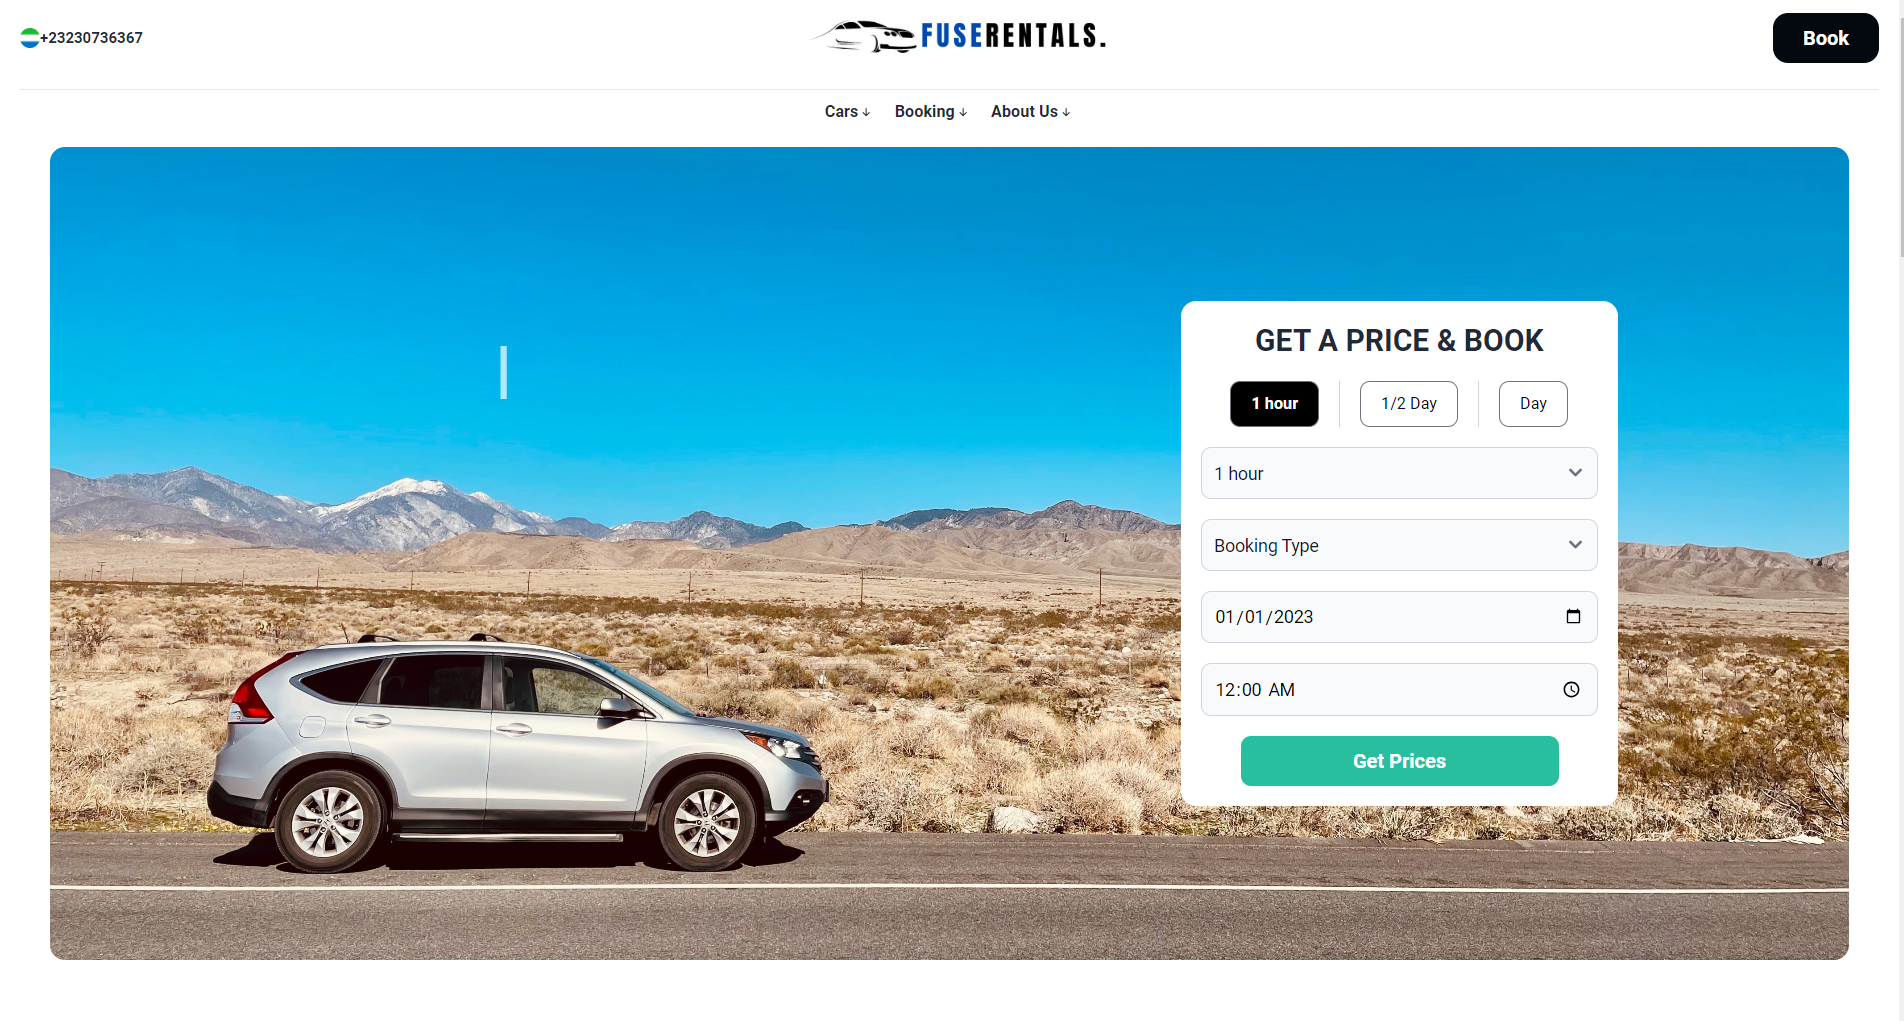 +23230736367
FUSERENTALS.
Book
Cars ↓
Booking ↓
About Us ↓
GET A PRICE & BOOK
1 hour
1/2 Day
Day
1 hour
Booking Type
01/01/2023
12:00 AM
Get Prices